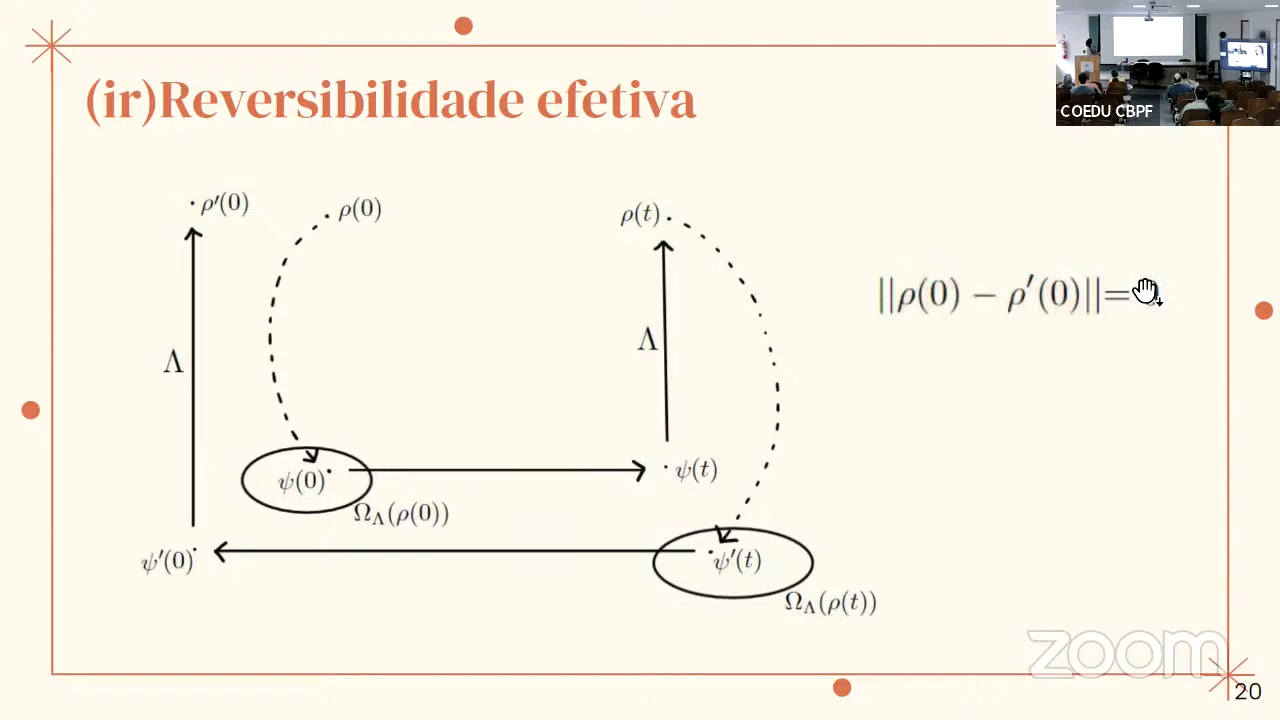 (ir)Reversibilidade efetiva
COEDU CBPF
· ρ′(0)
· ρ(0)
ρ(t) ·
||ρ(0) − ρ′(0)||=
Λ
Λ
ψ(0)
· ψ(t)
Ω_Λ(ρ(0))
ψ′(0)
ψ′(t)
Ω_Λ(ρ(t))
zoom
20